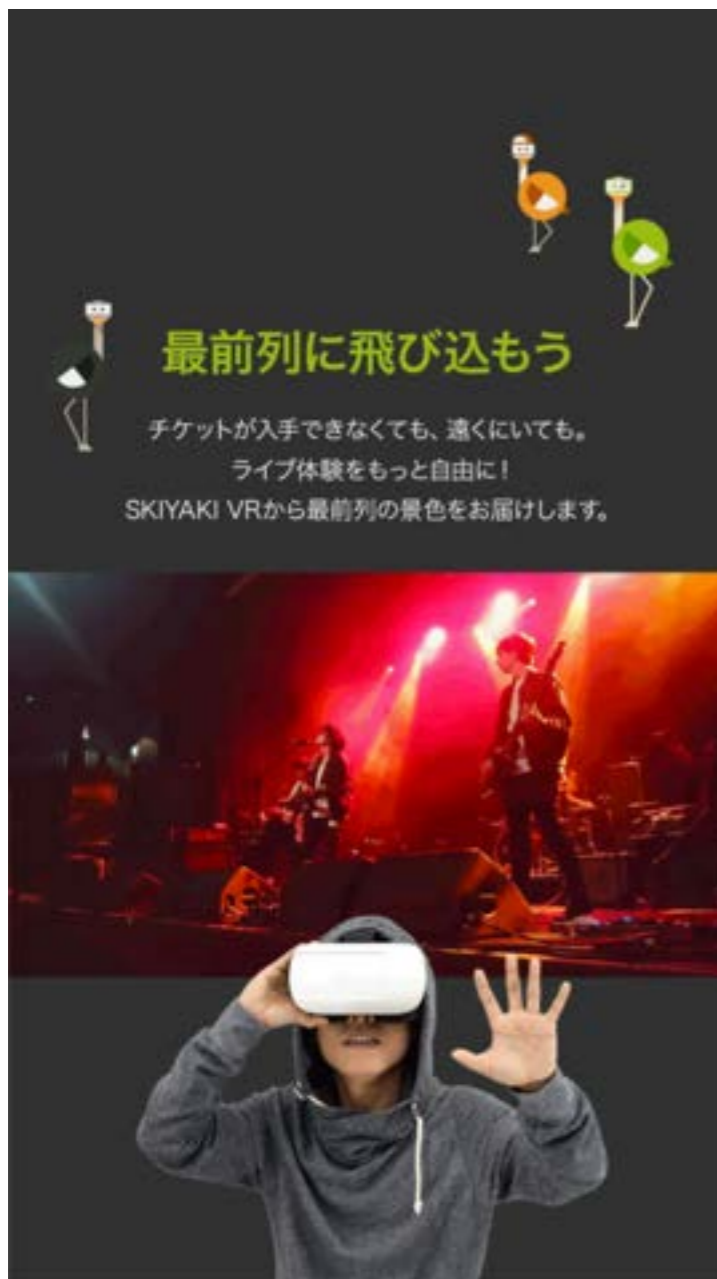 最前列に飛び込もう
チケットが入手できなくても、遠くにいても。
ライブ体験をもっと自由に!
SKIYAKI VRから最前列の景色をお届けします。